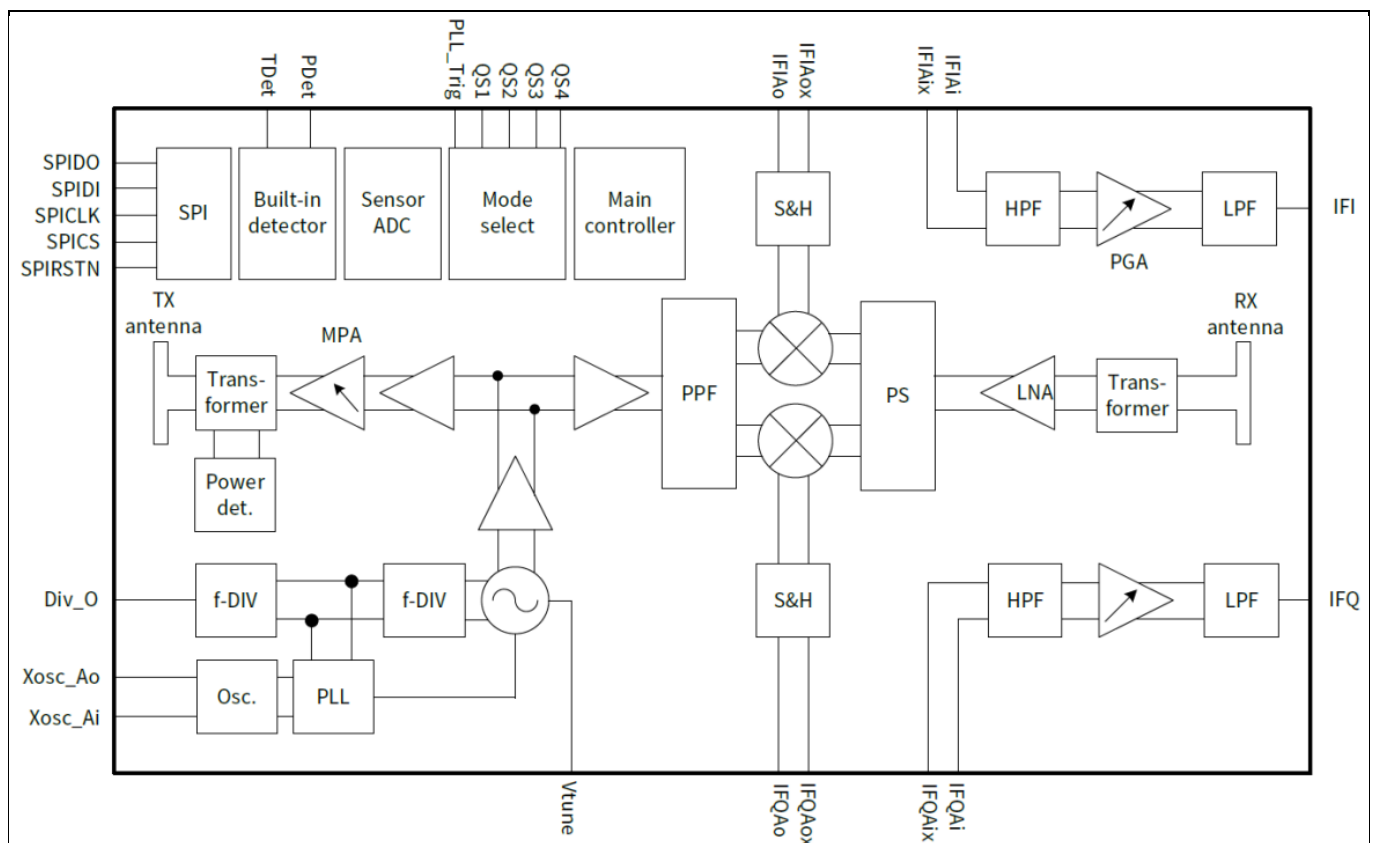 TDet
PDet
PLL_Trig
QS1
QS2
QS3
QS4
IFIAo
IFIAox
IFIAix
IFIAi
SPIDO
SPIDI
SPICLK
SPICS
SPIRSTN
SPI
Built-in
detector
Sensor
ADC
Mode
select
Main
controller
S&H
HPF
PGA
LPF
IFI
TX
antenna
MPA
Trans-
former
Power
det.
PPF
PS
LNA
Trans-
former
RX
antenna
Div_O
f-DIV
f-DIV
S&H
HPF
LPF
IFQ
Xosc_Ao
Xosc_Ai
Osc.
PLL
Vtune
IFQAo
IFQAox
IFQAix
IFQAi